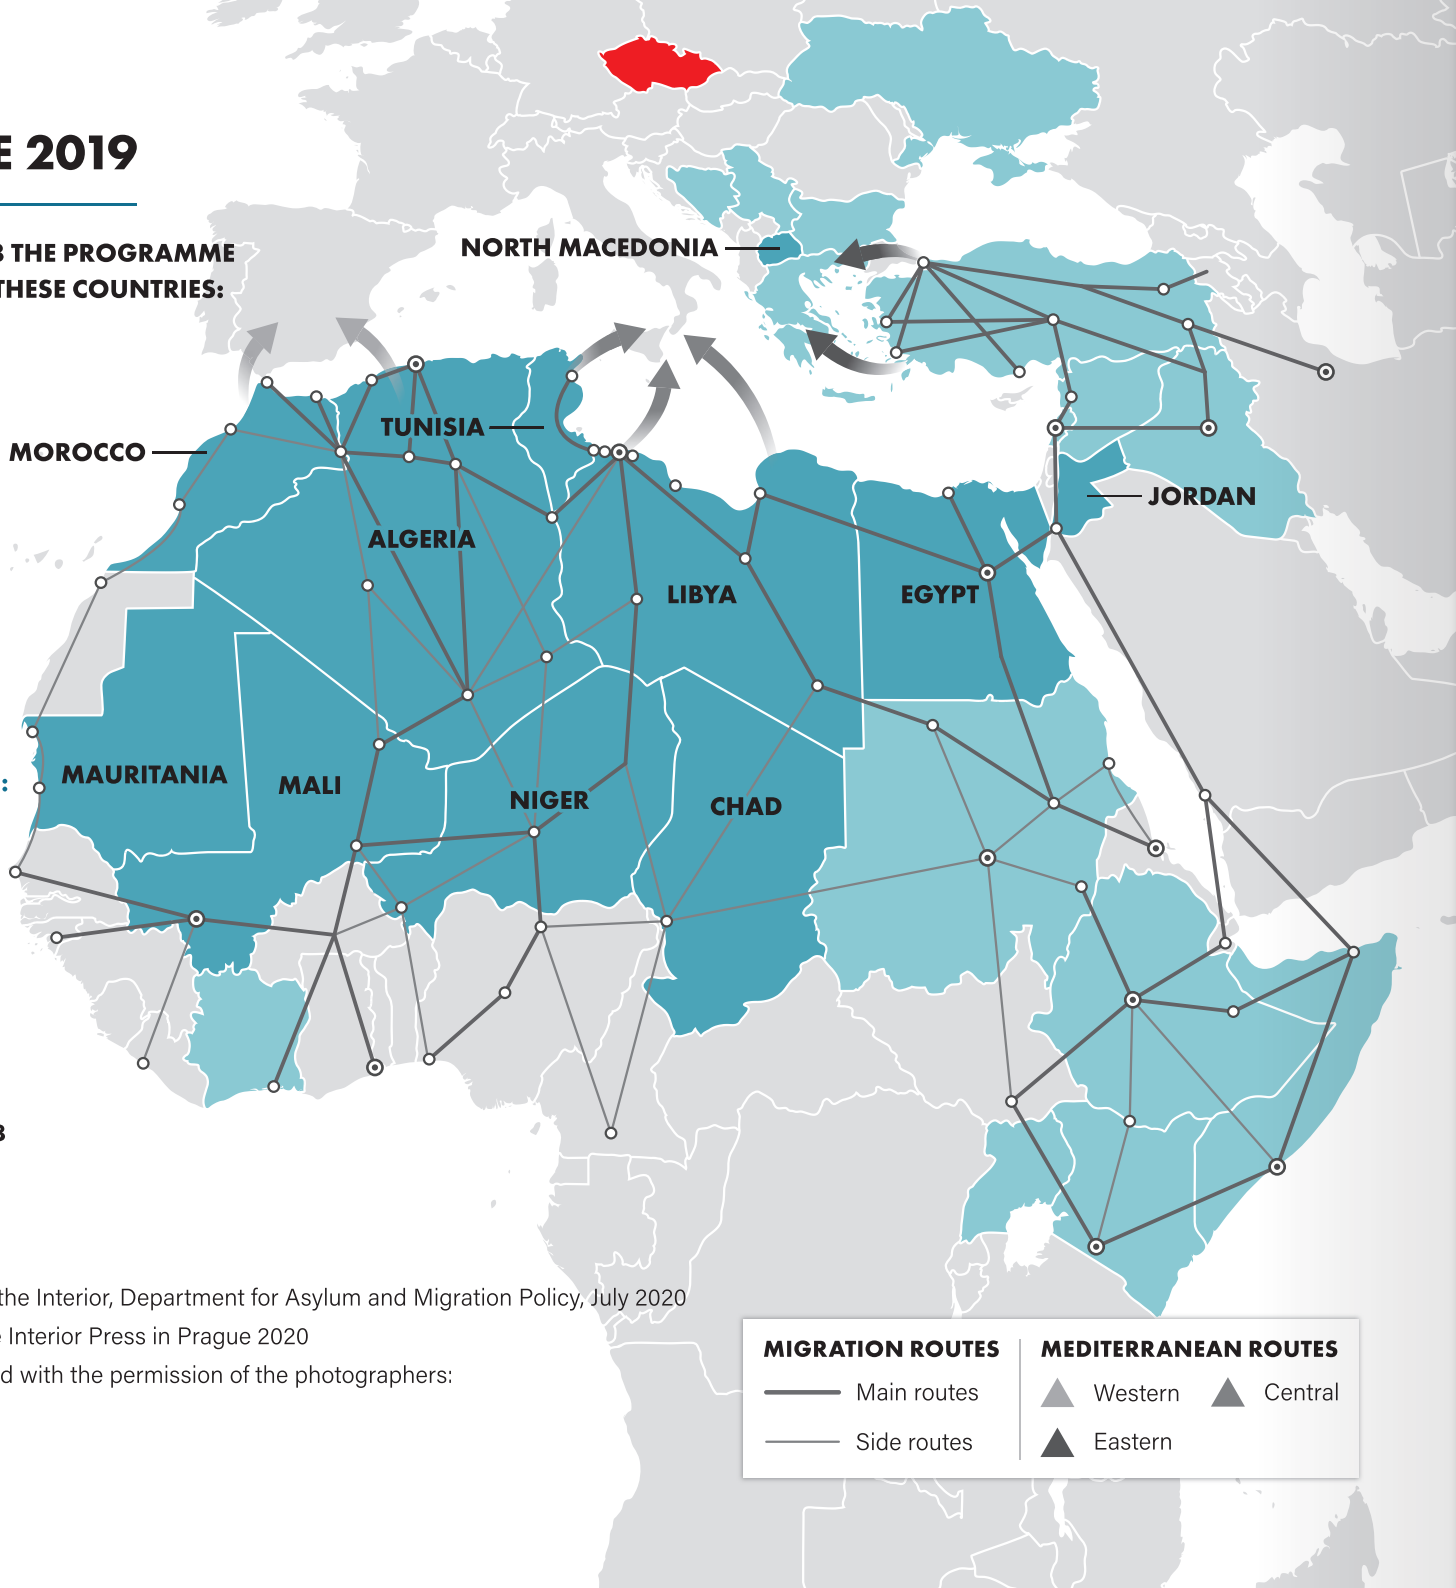 E 2019
3 THE PROGRAMME
THESE COUNTRIES:
NORTH MACEDONIA
MOROCCO
TUNISIA
JORDAN
ALGERIA
LIBYA
EGYPT
MAURITANIA
MALI
NIGER
CHAD
:
3
the Interior, Department for Asylum and Migration Policy, July 2020
e Interior Press in Prague 2020
d with the permission of the photographers:
MIGRATION ROUTES
Main routes
Side routes
MEDITERRANEAN ROUTES
Western
Central
Eastern